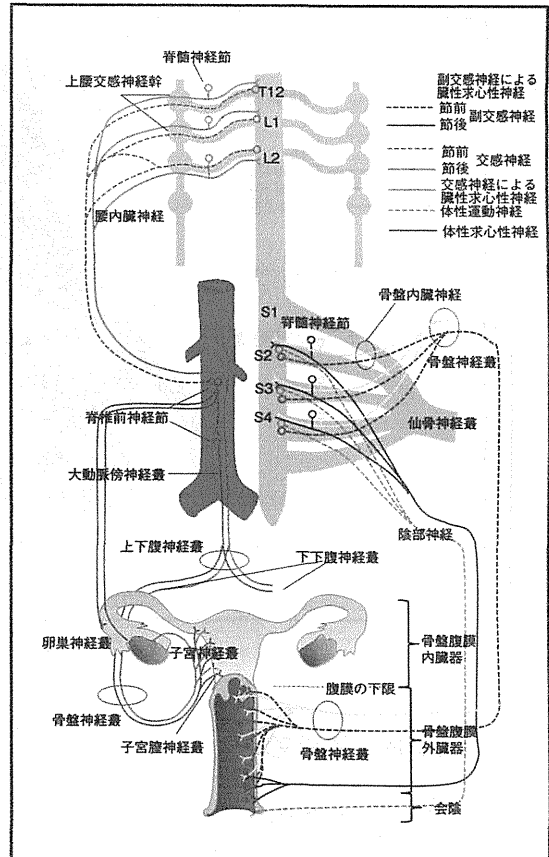 脊髄神経節
上腰交感神経幹
T12
L1
L2
腰内臓神経
副交感神経による
臓性求心性神経
節前
節後
副交感神経
節前
節後
交感神経
交感神経による
臓性求心性神経
体性運動神経
体性求心性神経
S1
脊髄神経節
骨盤内臓神経
S2
骨盤神経叢
S3
S4
仙骨神経叢
脊椎前神経節
大動脈傍神経叢
陰部神経
上下腹神経叢
下下腹神経叢
卵巣神経叢
子宮神経叢
骨盤腹膜
内臓器
腹膜の下限
骨盤神経叢
子宮膣神経叢
骨盤神経叢
骨盤腹膜
外臓器
会陰